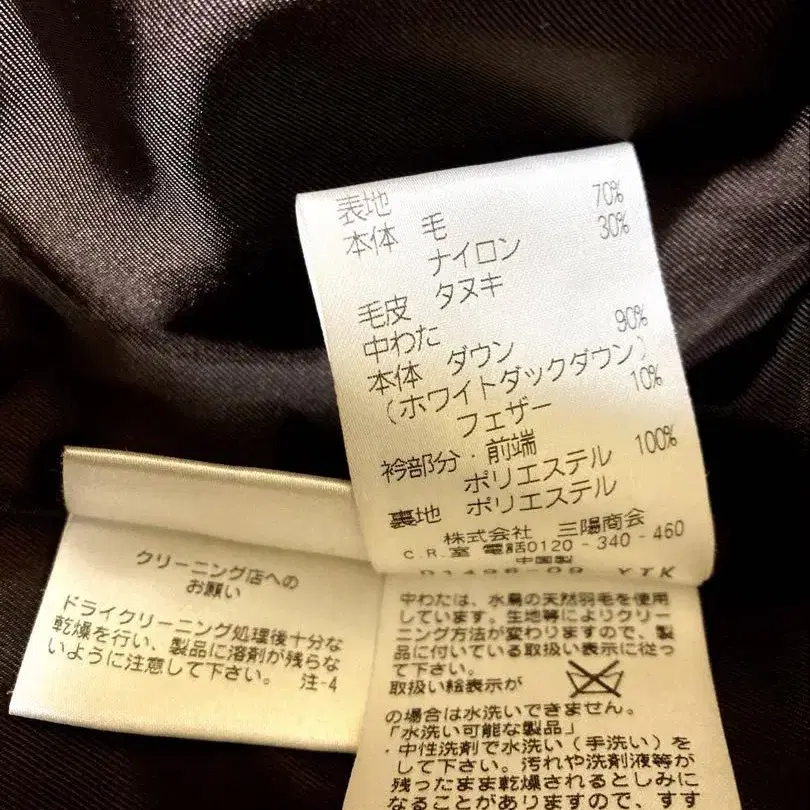 表地
本体 毛 70%
ナイロン 30%
毛皮 タヌキ
中わた
本体 ダウン 90%
(ホワイトダックダウン)
フェザー 10%
衿部分・前端
ポリエステル 100%
裏地 ポリエステル
株式会社 三陽商会
C.R.室 電話0120-340-460
中国製
YTK
中わたは、水鳥の天然羽毛を使用
しています。生地等によりクリー
ニング方法が変わりますので、製
品に付いている取扱い表示に従っ
て下さい。
取扱い絵表示が
の場合は水洗いできません。
「水洗い可能な製品」
・中性洗剤で水洗い(手洗い)を
して下さい。汚れや洗剤液等が
残ったまま乾燥されるとしみに
なることがありますので、すす
クリーニング店への
お願い
ドライクリーニング処理後十分な
乾燥を行い、製品に溶剤が残らな
いように注意して下さい。 注-4